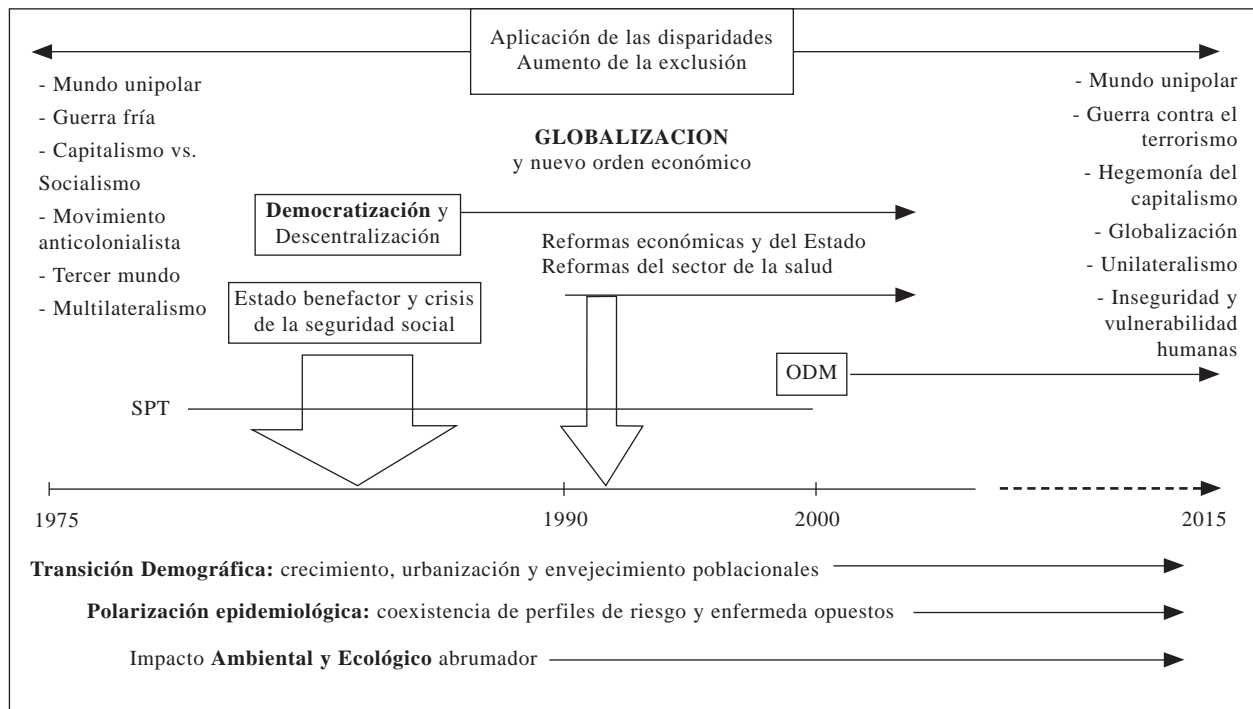 Aplicación de las disparidades
Aumento de la exclusión
- Mundo unipolar
- Guerra fría
- Capitalismo vs.
Socialismo
- Movimiento
anticolonialista
- Tercer mundo
- Multilateralismo
GLOBALIZACION
y nuevo orden económico
Democratización y
Descentralización
Reformas económicas y del Estado
Reformas del sector de la salud
Estado benefactor y crisis
de la seguridad social
- Mundo unipolar
- Guerra contra el
terrorismo
- Hegemonía del
capitalismo
- Globalización
- Unilateralismo
- Inseguridad y
vulnerabilidad
humanas
ODM
SPT
1975
1990
2000
2015
Transición Demográfica: crecimiento, urbanización y envejecimiento poblacionales
Polarización epidemiológica: coexistencia de perfiles de riesgo y enfermeda opuestos
Impacto Ambiental y Ecológico abrumador